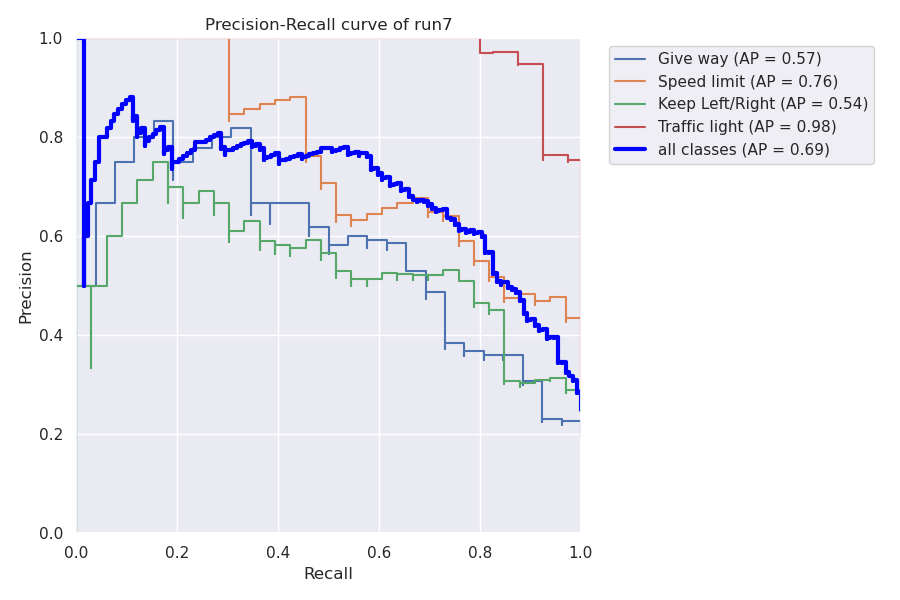 Precision-Recall curve of run7
1.0
0.8
0.6
0.4
0.2
0.0
Precision
0.0 0.2 0.4 0.6 0.8 1.0
Recall
Give way (AP = 0.57)
Speed limit (AP = 0.76)
Keep Left/Right (AP = 0.54)
Traffic light (AP = 0.98)
all classes (AP = 0.69)